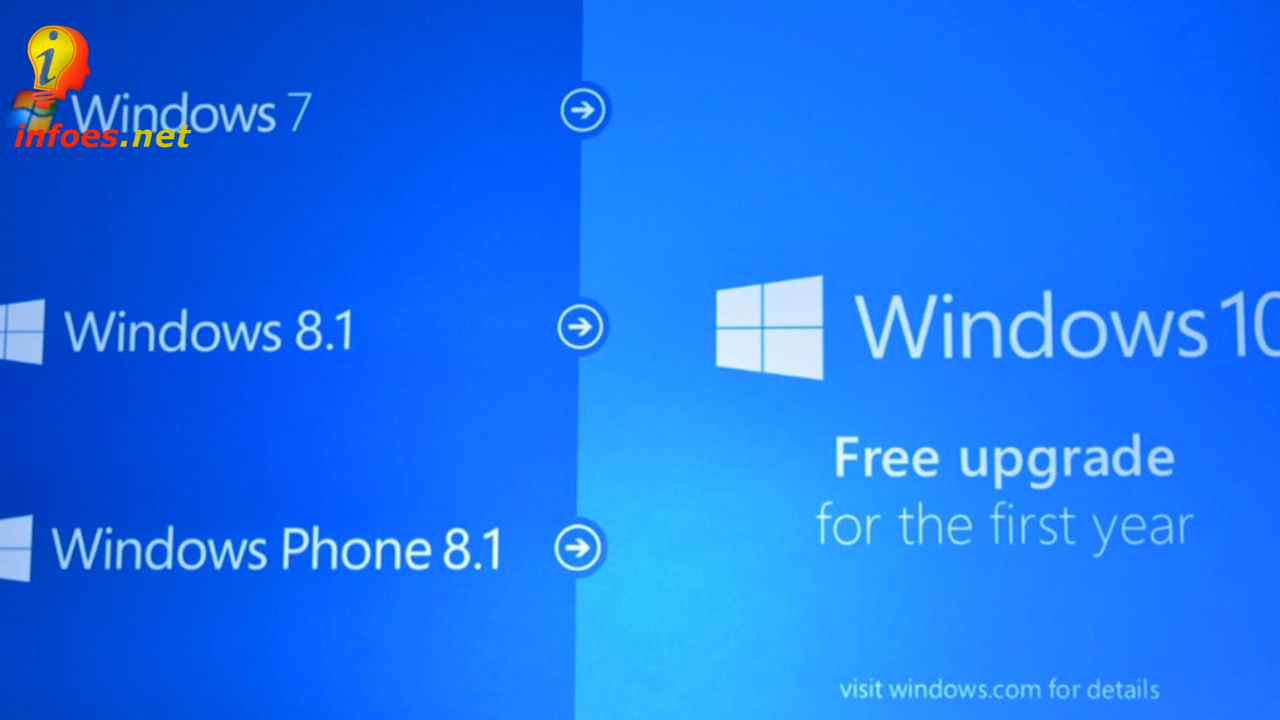 infoes.net
Windows 7
Windows 8.1
Windows Phone 8.1
Windows 10
Free upgrade
for the first year
visit windows.com for details